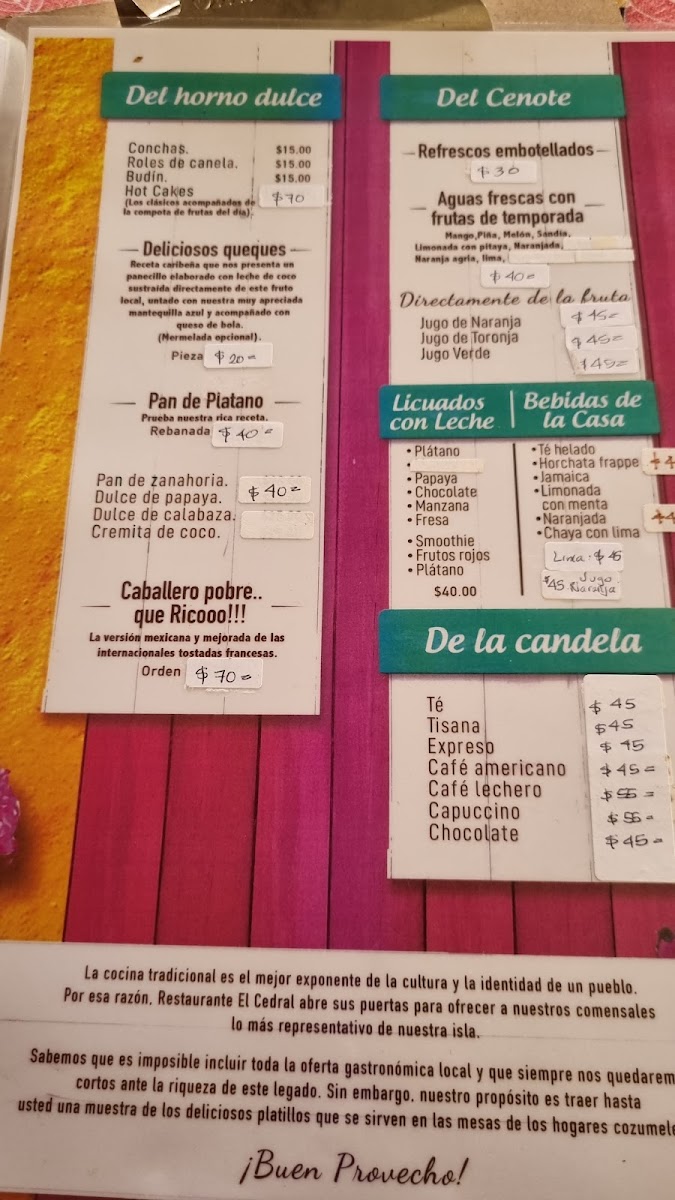 Del horno dulce
Conchas. $15.00
Roles de canela. $15.00
Budín. $15.00
Hot Cakes $70
(Los clásicos acompañados de
la compota de frutas del día).
Deliciosos queques
Receta caribeña que nos presenta un
panecillo elaborado con leche de coco
sustraida directamente de este fruto
local, untado con nuestra muy apreciada
mantequilla azul y acompañado con
queso de bola.
(Mermelada opcional).
Pieza $20=
Pan de Platano
Prueba nuestra rica receta.
Rebanada $40=
Pan de zanahoria.
Dulce de papaya. $40=
Dulce de calabaza.
Cremita de coco.
Caballero pobre..
que Ricooo!!!
La versión mexicana y mejorada de las
internacionales tostadas francesas.
Orden $70=
Del Cenote
Refrescos embotellados
$30
Aguas frescas con
frutas de temporada
Mango, Piña, Melón, Sandía,
Limonada con pitaya, Naranjada,
Naranja agria, lima,
$40=
Directamente de la fruta
Jugo de Naranja $45=
Jugo de Toronja $45=
Jugo Verde $45=
Licuados
con Leche
• Plátano
• Papaya
• Chocolate
• Manzana
• Fresa
• Smoothie
• Frutos rojos
• Plátano
$40.00
Bebidas de
la Casa
• Té helado
• Horchata frappe
• Jamaica
• Limonada
con menta
• Naranjada
• Chaya con lima
Lima. $45
$45 Jugo
Naranja
De la candela
Té $45
Tisana $45
Expreso $45
Café americano $45=
Café lechero $55=
Capuccino $55=
Chocolate $45=
La cocina tradicional es el mejor exponente de la cultura y la identidad de un pueblo.
Por esa razón, Restaurante El Cedral abre sus puertas para ofrecer a nuestros comensales
lo más representativo de nuestra isla.
Sabemos que es imposible incluir toda la oferta gastronómica local y que siempre nos quedarem
cortos ante la riqueza de este legado. Sin embargo, nuestro propósito es traer hasta
usted una muestra de los deliciosos platillos que se sirven en las mesas de los hogares cozumele
¡Buen Provecho!